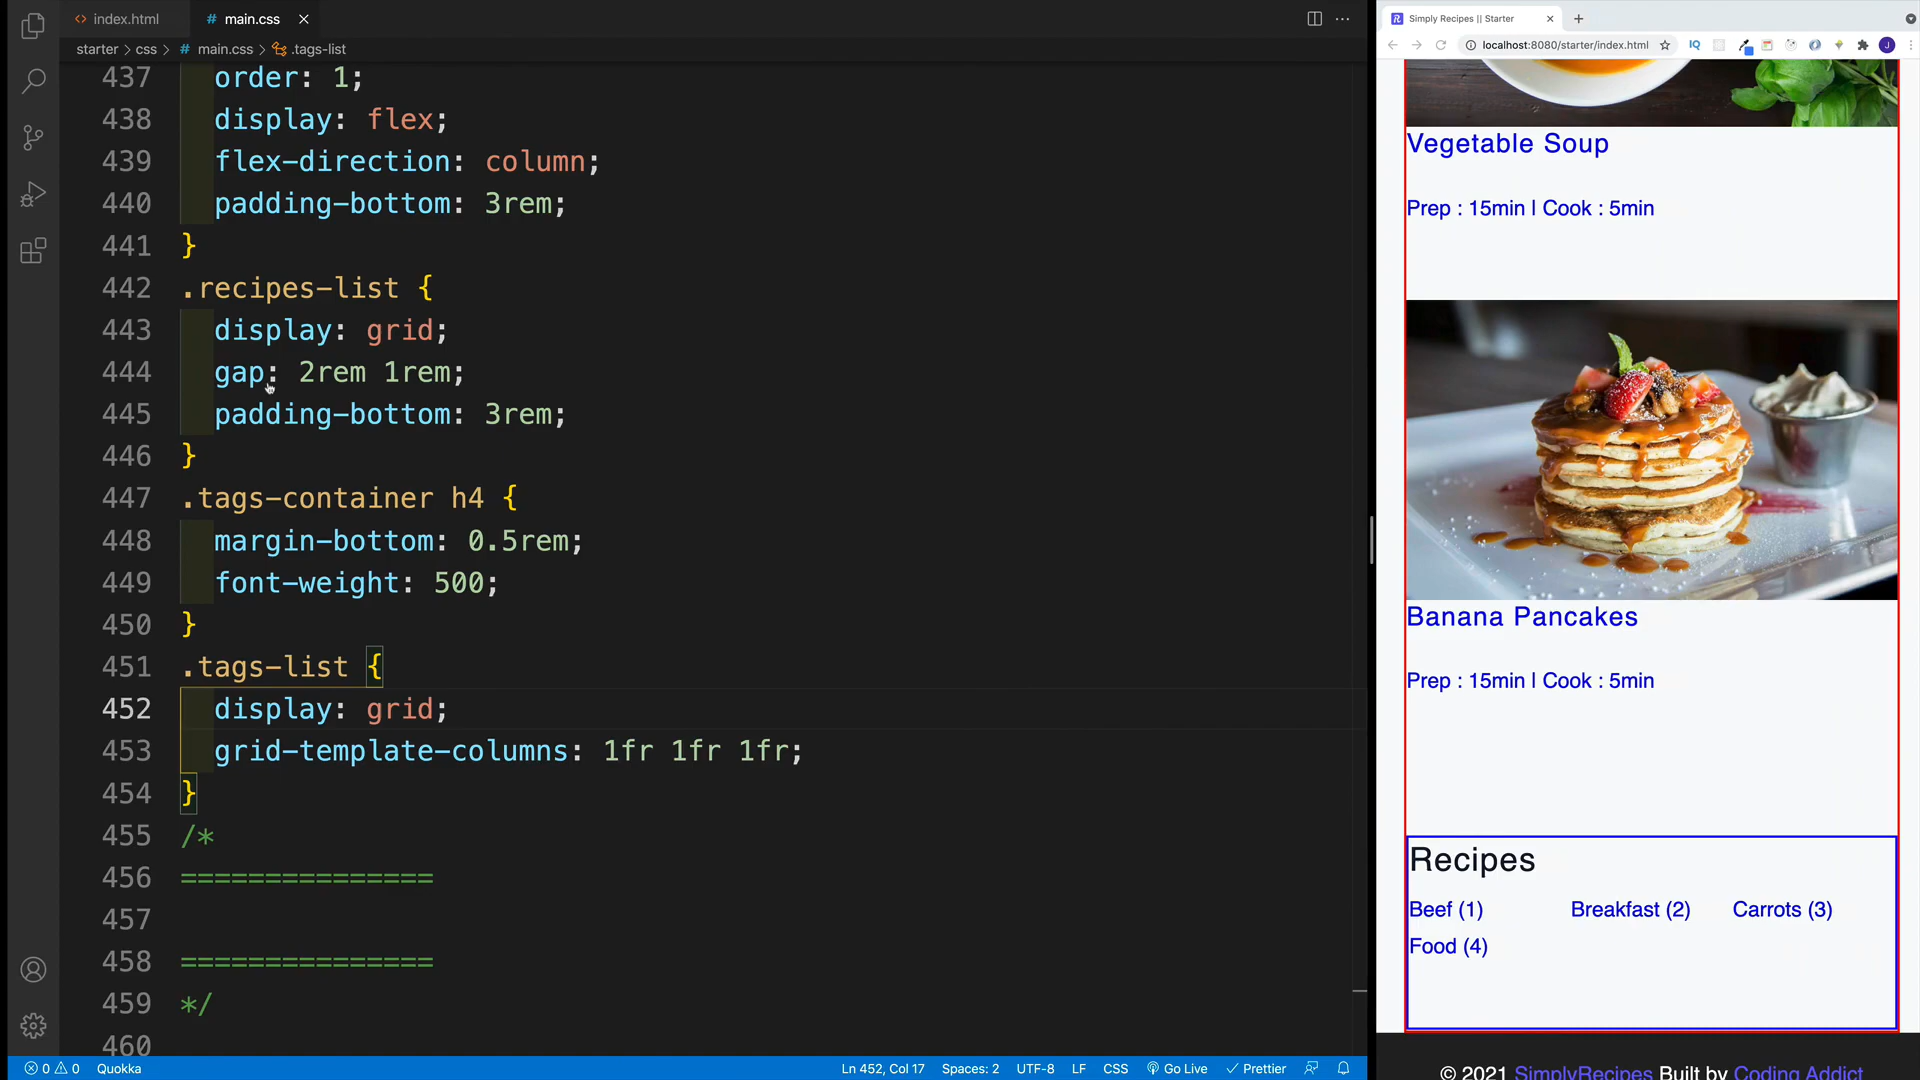 index.html
# main.css
starter > css > # main.css > .tags-list
437 order: 1;
438 display: flex;
439 flex-direction: column;
440 padding-bottom: 3rem;
441 }
442 .recipes-list {
443 display: grid;
444 gap: 2rem 1rem;
445 padding-bottom: 3rem;
446 }
447 .tags-container h4 {
448 margin-bottom: 0.5rem;
449 font-weight: 500;
450 }
451 .tags-list {
452 display: grid;
453 grid-template-columns: 1fr 1fr 1fr;
454 }
455 /*
456 ===============
457
458 ===============
459 */
460
0 0 Quokka
Ln 452, Col 17 Spaces: 2 UTF-8 LF CSS Go Live Prettier
Simply Recipes || Starter
localhost:8080/starter/index.html
IQ
J
Vegetable Soup
Prep : 15min | Cook : 5min
Banana Pancakes
Prep : 15min | Cook : 5min
Recipes
Beef (1) Breakfast (2) Carrots (3)
Food (4)
© 2021 SimplyRecipes Built by Coding Addict